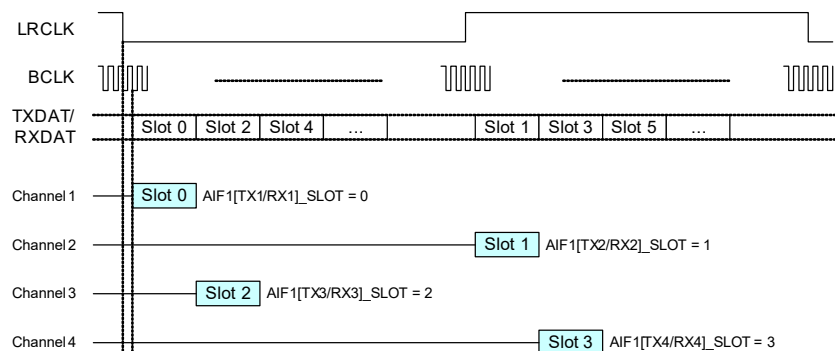 LRCLK
BCLK
TXDAT/
RXDAT
Slot 0 Slot 2 Slot 4 ... Slot 1 Slot 3 Slot 5 ...
Channel 1 Slot 0 AIF1[TX1/RX1]_SLOT = 0
Channel 2 Slot 1 AIF1[TX2/RX2]_SLOT = 1
Channel 3 Slot 2 AIF1[TX3/RX3]_SLOT = 2
Channel 4 Slot 3 AIF1[TX4/RX4]_SLOT = 3